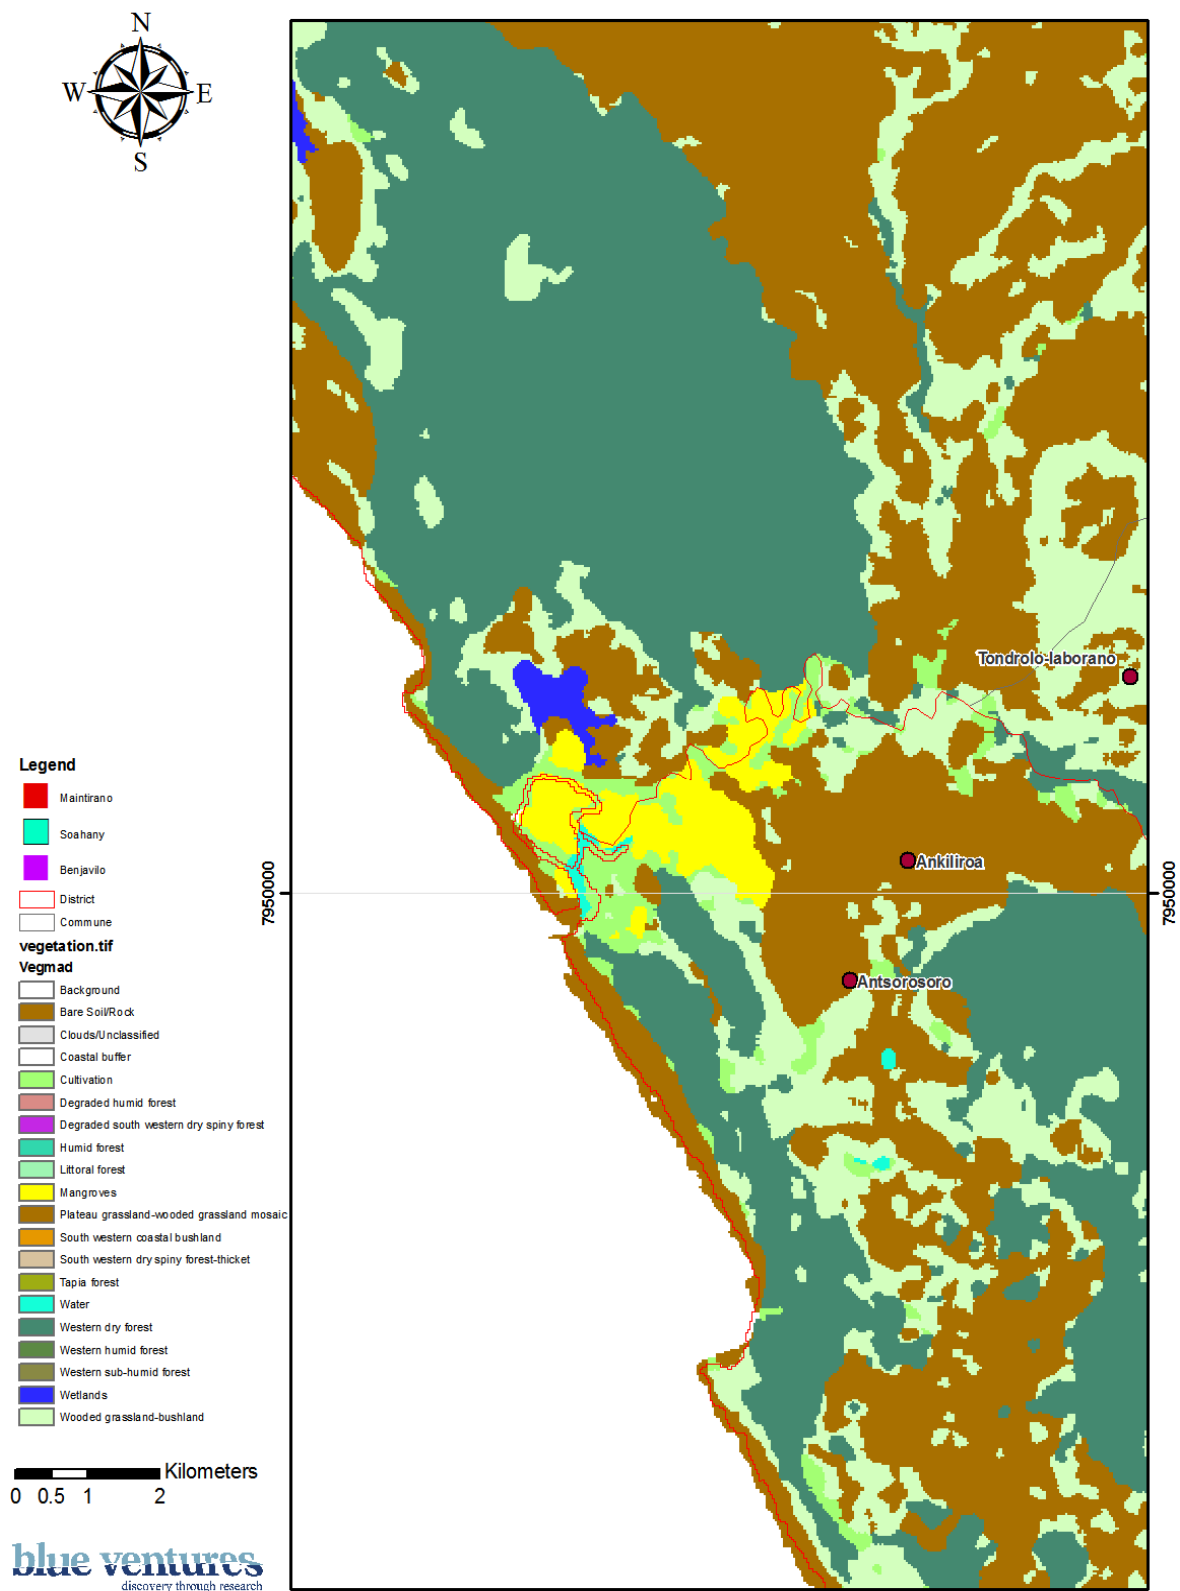 N
W E
S
Tondrolo-laborano
Legend
Maintirano
Soahany
Benjavilo
District
Commune
vegetation.tif
Vegmad
Background
Bare Soil/Rock
Clouds/Unclassified
Coastal buffer
Cultivation
Degraded humid forest
Degraded south western dry spiny forest
Humid forest
Littoral forest
Mangroves
Plateau grassland-wooded grassland mosaic
South western coastal bushland
South western dry spiny forest-thicket
Tapia forest
Water
Western dry forest
Western humid forest
Western sub-humid forest
Wetlands
Wooded grassland-bushland
Ankiliroa
7950000
7950000
Antsorosoro
Kilometers
0 0.5 1 2
blue ventures
discovery through research